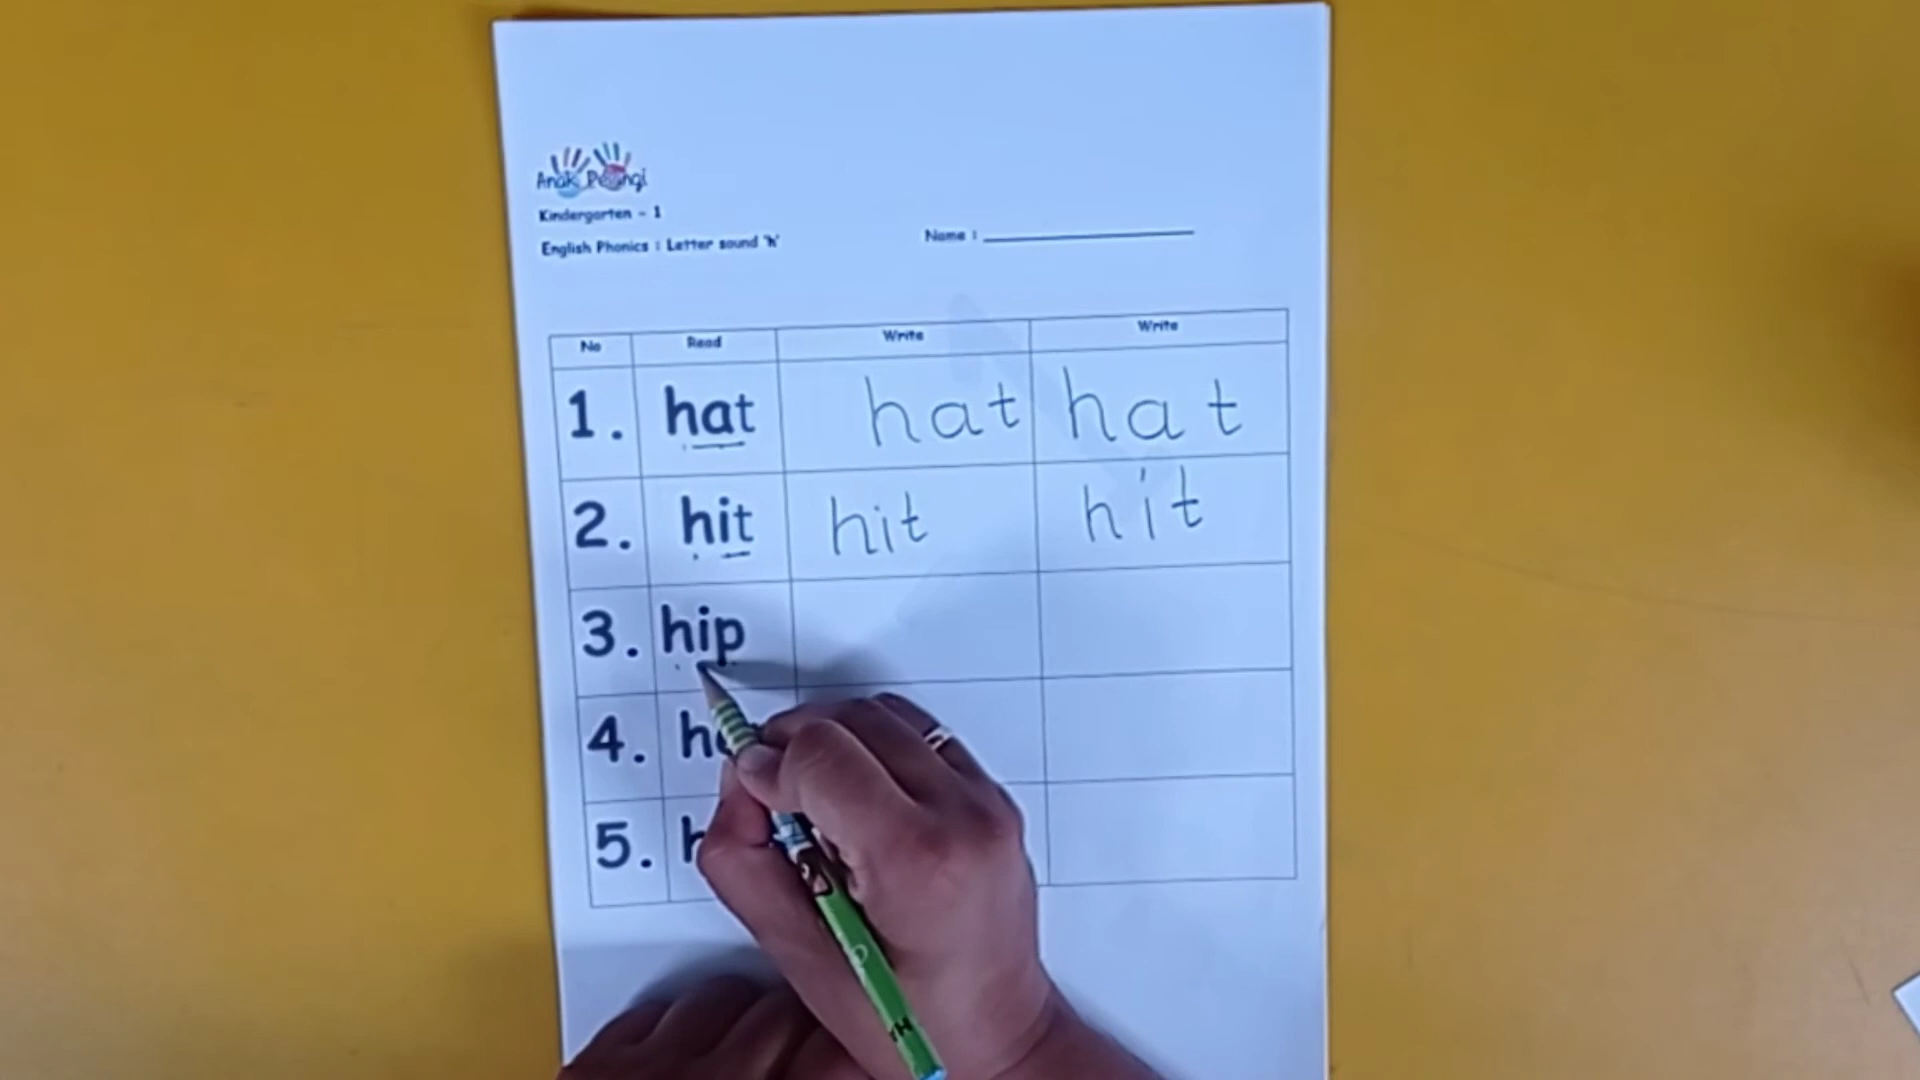 Anak Pelangi
Kindergarten - 1
English Phonics : Letter sound 'h'
Name :
No Read Write Write
1. hat hat hat
2. hit hit hit
3. hip
4.
5.